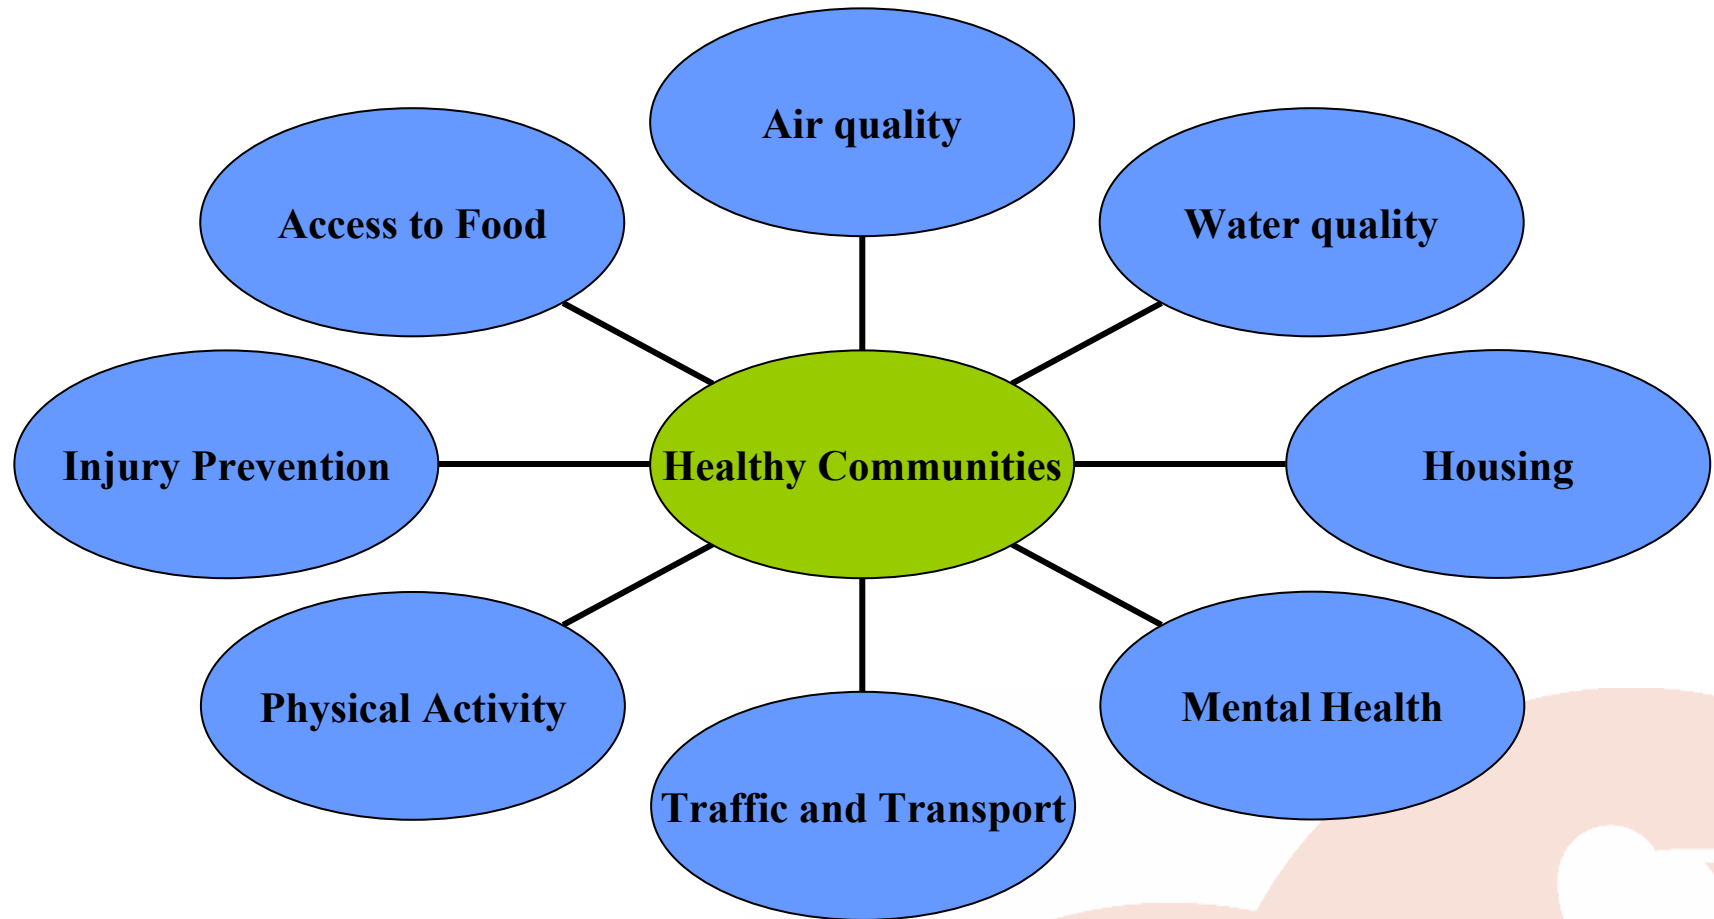 Air quality
Access to Food
Water quality
Injury Prevention
Healthy Communities
Housing
Physical Activity
Mental Health
Traffic and Transport